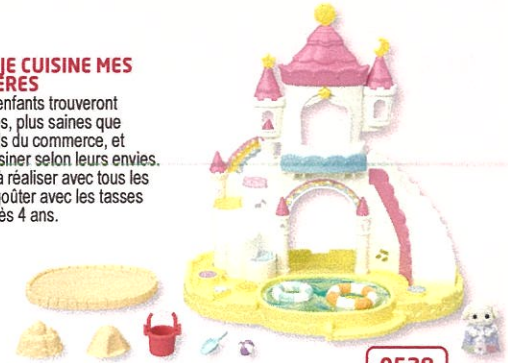 JE CUISINE MES
ÈRES
enfants trouveront
s, plus saines que
s du commerce, et
siner selon leurs envies.
à réaliser avec tous les
goûter avec les tasses
ès 4 ans.